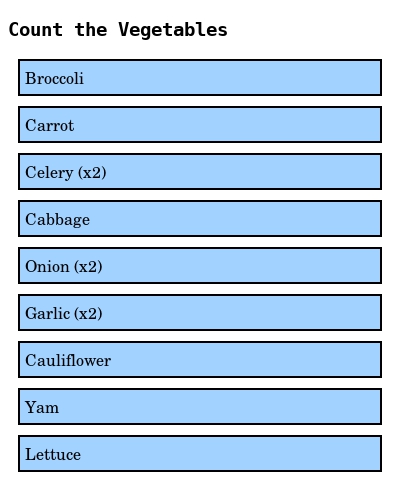 Count the Vegetables
Broccoli
Carrot
Celery (x2)
Cabbage
Onion (x2)
Garlic (x2)
Cauliflower
Yam
Lettuce